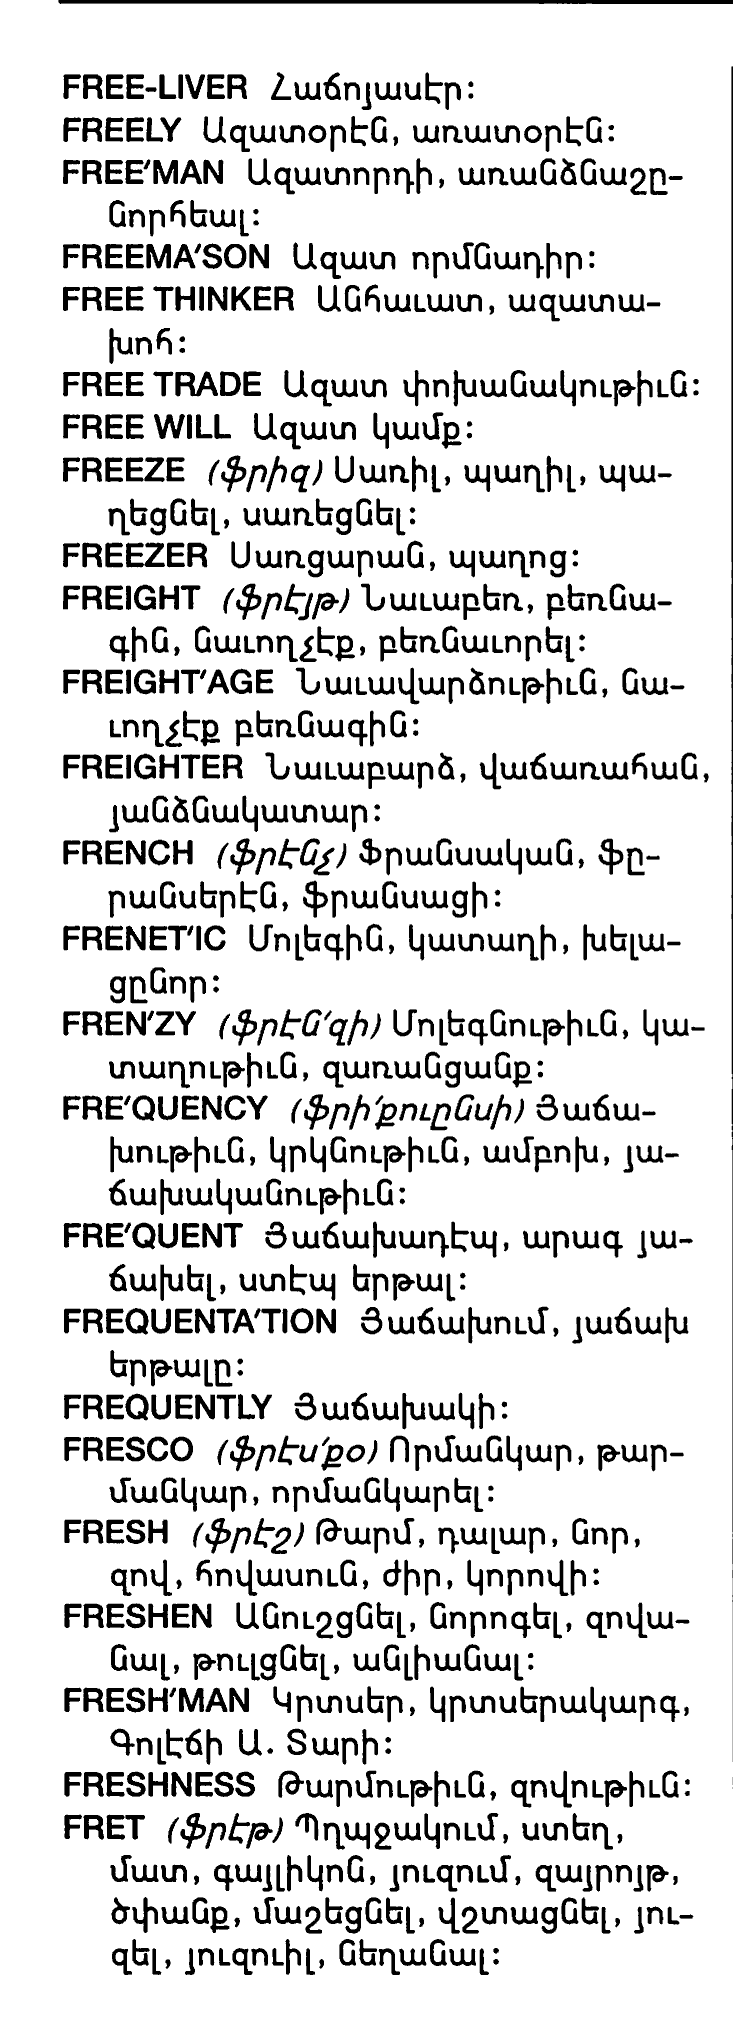 FREE-LIVER Հաճոյասէր:
FREELY Ազատօրէն, առատօրէն:
FREE′MAN Ազատորդի, առանձնաշը-
նորհեալ:
FREEMA′SON Ազատ որմնադիր:
FREE THINKER Անհաւատ, ազատա-
խոհ:
FREE TRADE Ազատ փոխանակութիւն:
FREE WILL Ազատ կամք:
FREEZE (ֆրիզ) Սառիլ, պաղիլ, պա-
ղեցնել, սառեցնել:
FREEZER Սառցարան, պաղոց:
FREIGHT (ֆրէյթ) Նաւաբեռ, բեռնա-
գին, նաւողչէք, բեռնաւորել:
FREIGHT′AGE Նաւավարձութիւն, նա-
ւողչէք բեռնագին:
FREIGHTER Նաւաբարձ, վաճառահան,
յանձնակատար:
FRENCH (ֆրէնչ) Ֆրանսական, ֆը-
րանսերէն, ֆրանսացի:
FRENET′IC Մոլեգին, կատաղի, խելա-
ցընոր:
FREN′ZY (ֆրէն′զի) Մոլեգնութիւն, կա-
տաղութիւն, զառանցանք:
FRE′QUENCY (ֆրի′քուընսի) Յաճա-
խութիւն, կրկնութիւն, ամբոխ, յա-
ճախականութիւն:
FRE′QUENT Յաճախադէպ, արագ յա-
ճախել, ստէպ երթալ:
FREQUENTA′TION Յաճախում, յաճախ
երթալը:
FREQUENTLY Յաճախակի:
FRESCO (ֆրէս′քօ) Որմանկար, թար-
մանկար, որմանկարել:
FRESH (ֆրէշ) Թարմ, դալար, նոր,
զով, հովասուն, ժիր, կորովի:
FRESHEN Անուշցնել, նորոգել, զովա-
նալ, թուլցնել, անլիանալ:
FRESH′MAN Կրտսեր, կրտսերակարգ,
Գոլէճի Ա. Տարի:
FRESHNESS Թարմութիւն, զովութիւն:
FRET (ֆրէթ) Պղպջակում, ստեղ,
մատ, գայլիկոն, յուզում, զայրոյթ,
ծփանք, մաշեցնել, վշտացնել, յու-
զել, յուզուիլ, նեղանալ: